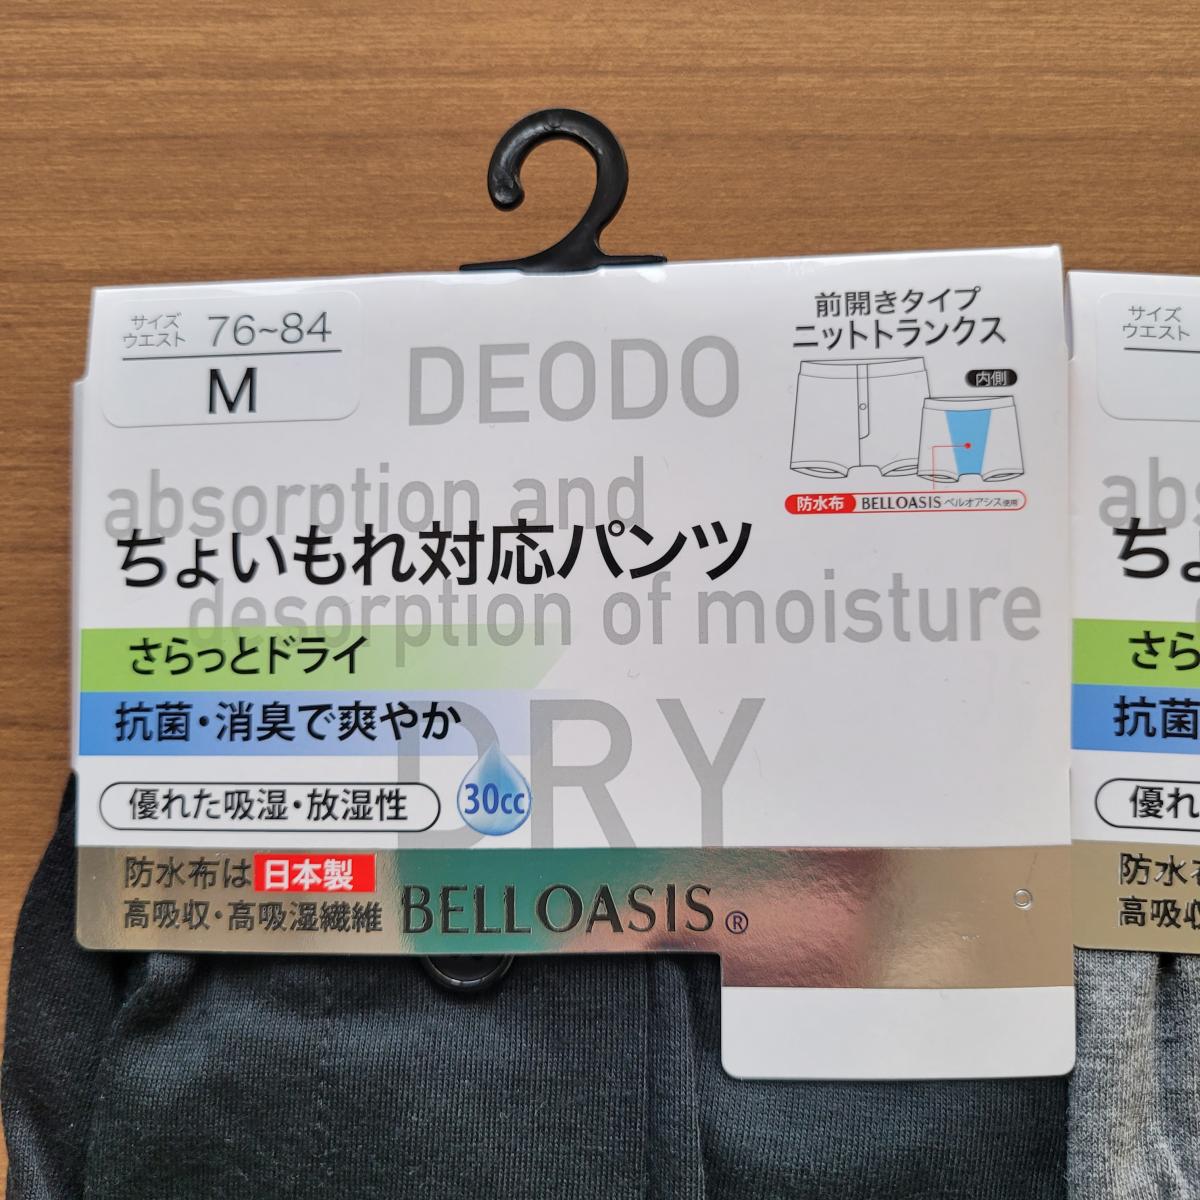 サイズ
ウエスト 76~84
M
DEODO
前開きタイプ
ニットトランクス
内側
防水布 BELLOASIS ベルオアシス使用
absorption and
ちょいもれ対応パンツ
desorption of moisture
さらっとドライ
抗菌・消臭で爽やか
DRY
優れた吸湿・放湿性 30cc
防水布は 日本製
高吸収・高吸湿繊維 BELLOASIS®
サイズ
ウエスト
abs
ちょ
さら
抗菌
優れ
防水布
高吸収